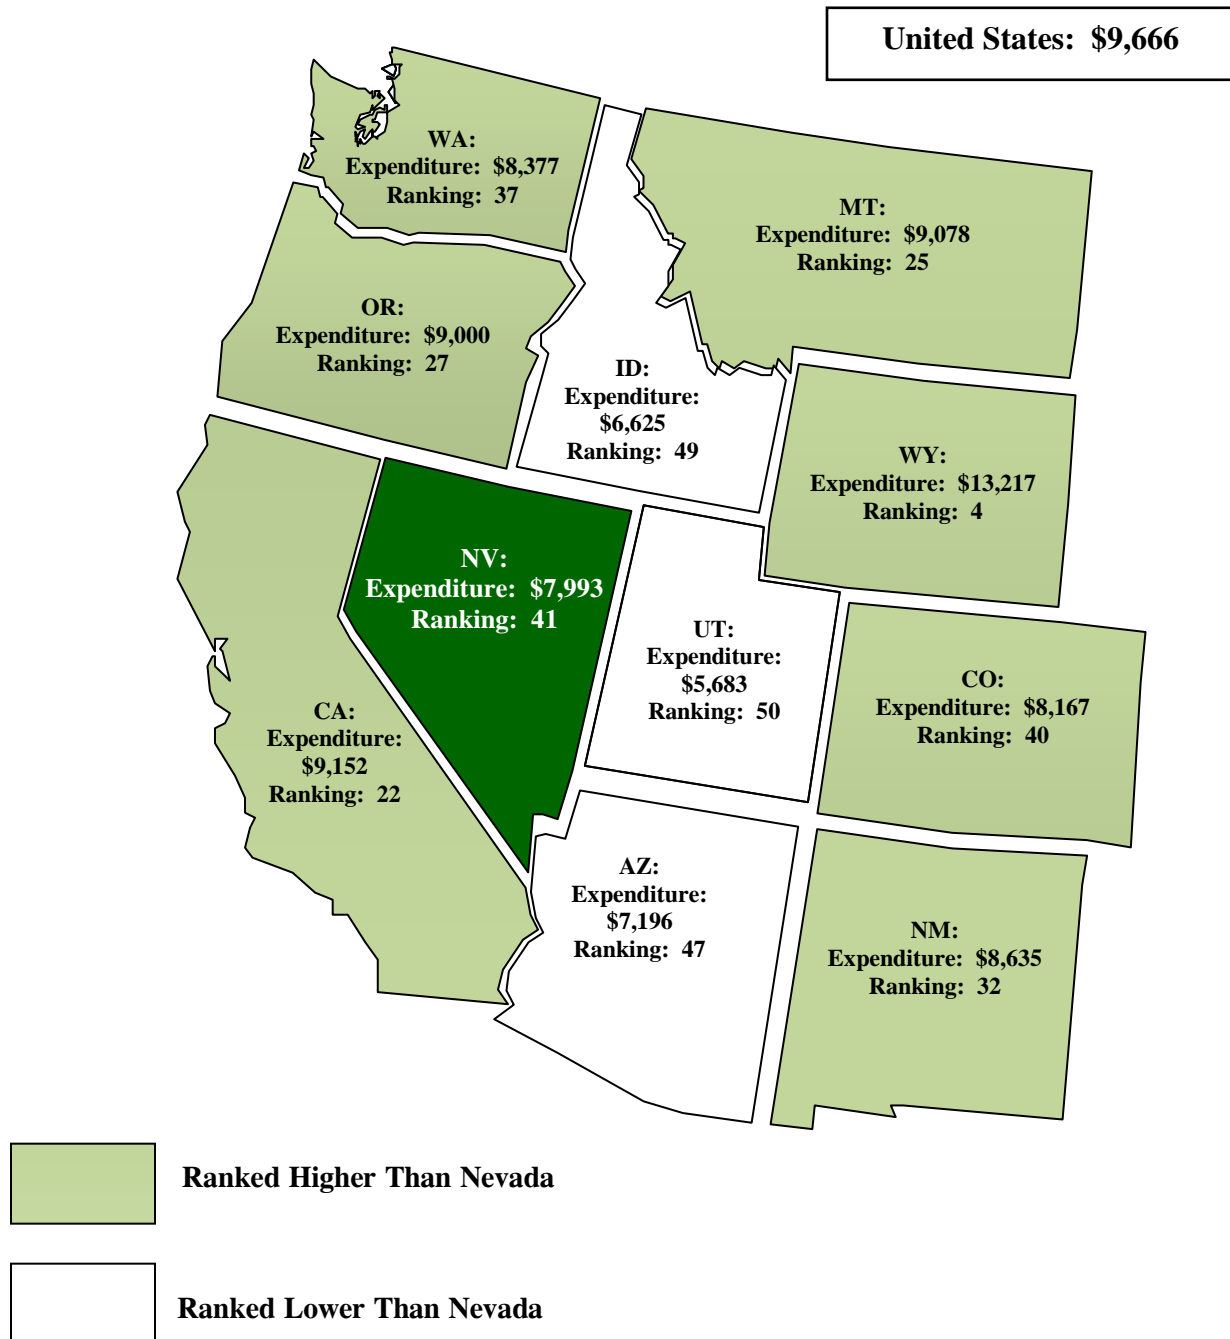 United States: $9,666
WA:
Expenditure: $8,377
Ranking: 37
MT:
Expenditure: $9,078
Ranking: 25
OR:
Expenditure: $9,000
Ranking: 27
ID:
Expenditure:
$6,625
Ranking: 49
WY:
Expenditure: $13,217
Ranking: 4
NV:
Expenditure: $7,993
Ranking: 41
UT:
Expenditure:
$5,683
Ranking: 50
CO:
Expenditure: $8,167
Ranking: 40
CA:
Expenditure:
$9,152
Ranking: 22
AZ:
Expenditure:
$7,196
Ranking: 47
NM:
Expenditure: $8,635
Ranking: 32
Ranked Higher Than Nevada
Ranked Lower Than Nevada